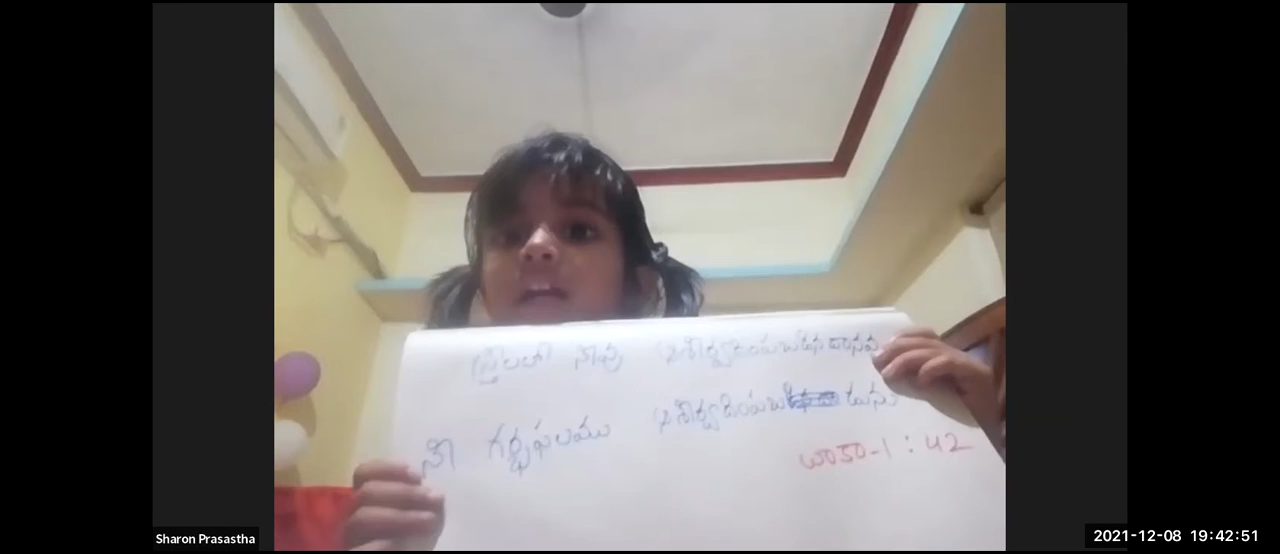 స్త్రీలలో నీవు ఆశీర్వదింపబడిన దానవు
నీ గర్భఫలము ఆశీర్వదింపబడును
లూకా-1 : 42
Sharon Prasastha
2021-12-08 19:42:51